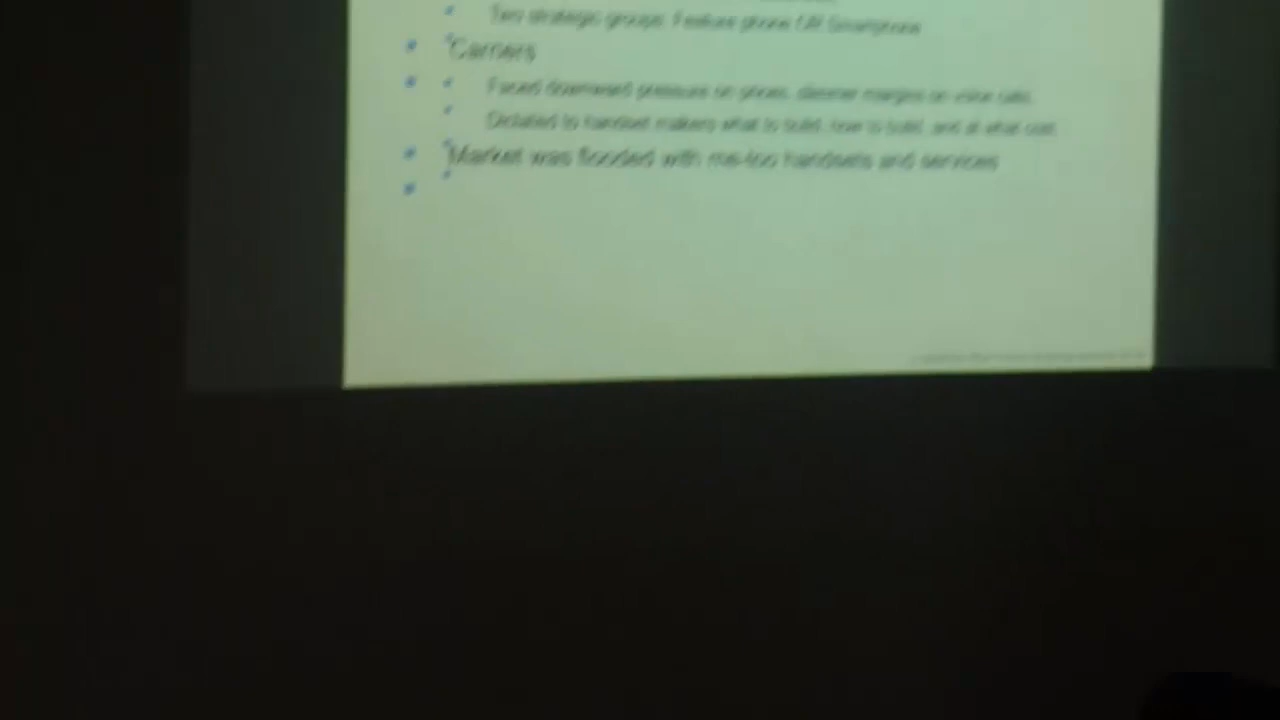 Two strategic groups: Feature phone OR Smartphone
Carriers
Faced downward pressure on prices, slimmer margins on voice calls
Dictated to handset makers what to build, how to build, and at what cost
Market was flooded with me-too handsets and services